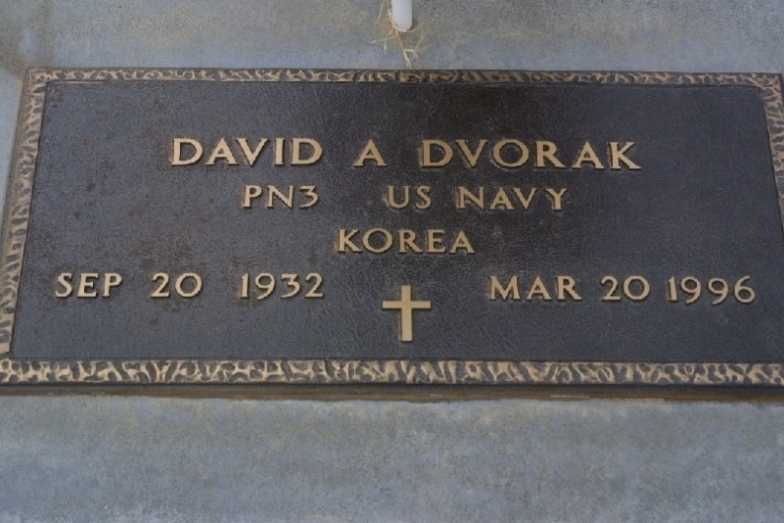 DAVID A DVORAK
PN3 US NAVY
KOREA
SEP 20 1932 MAR 20 1996